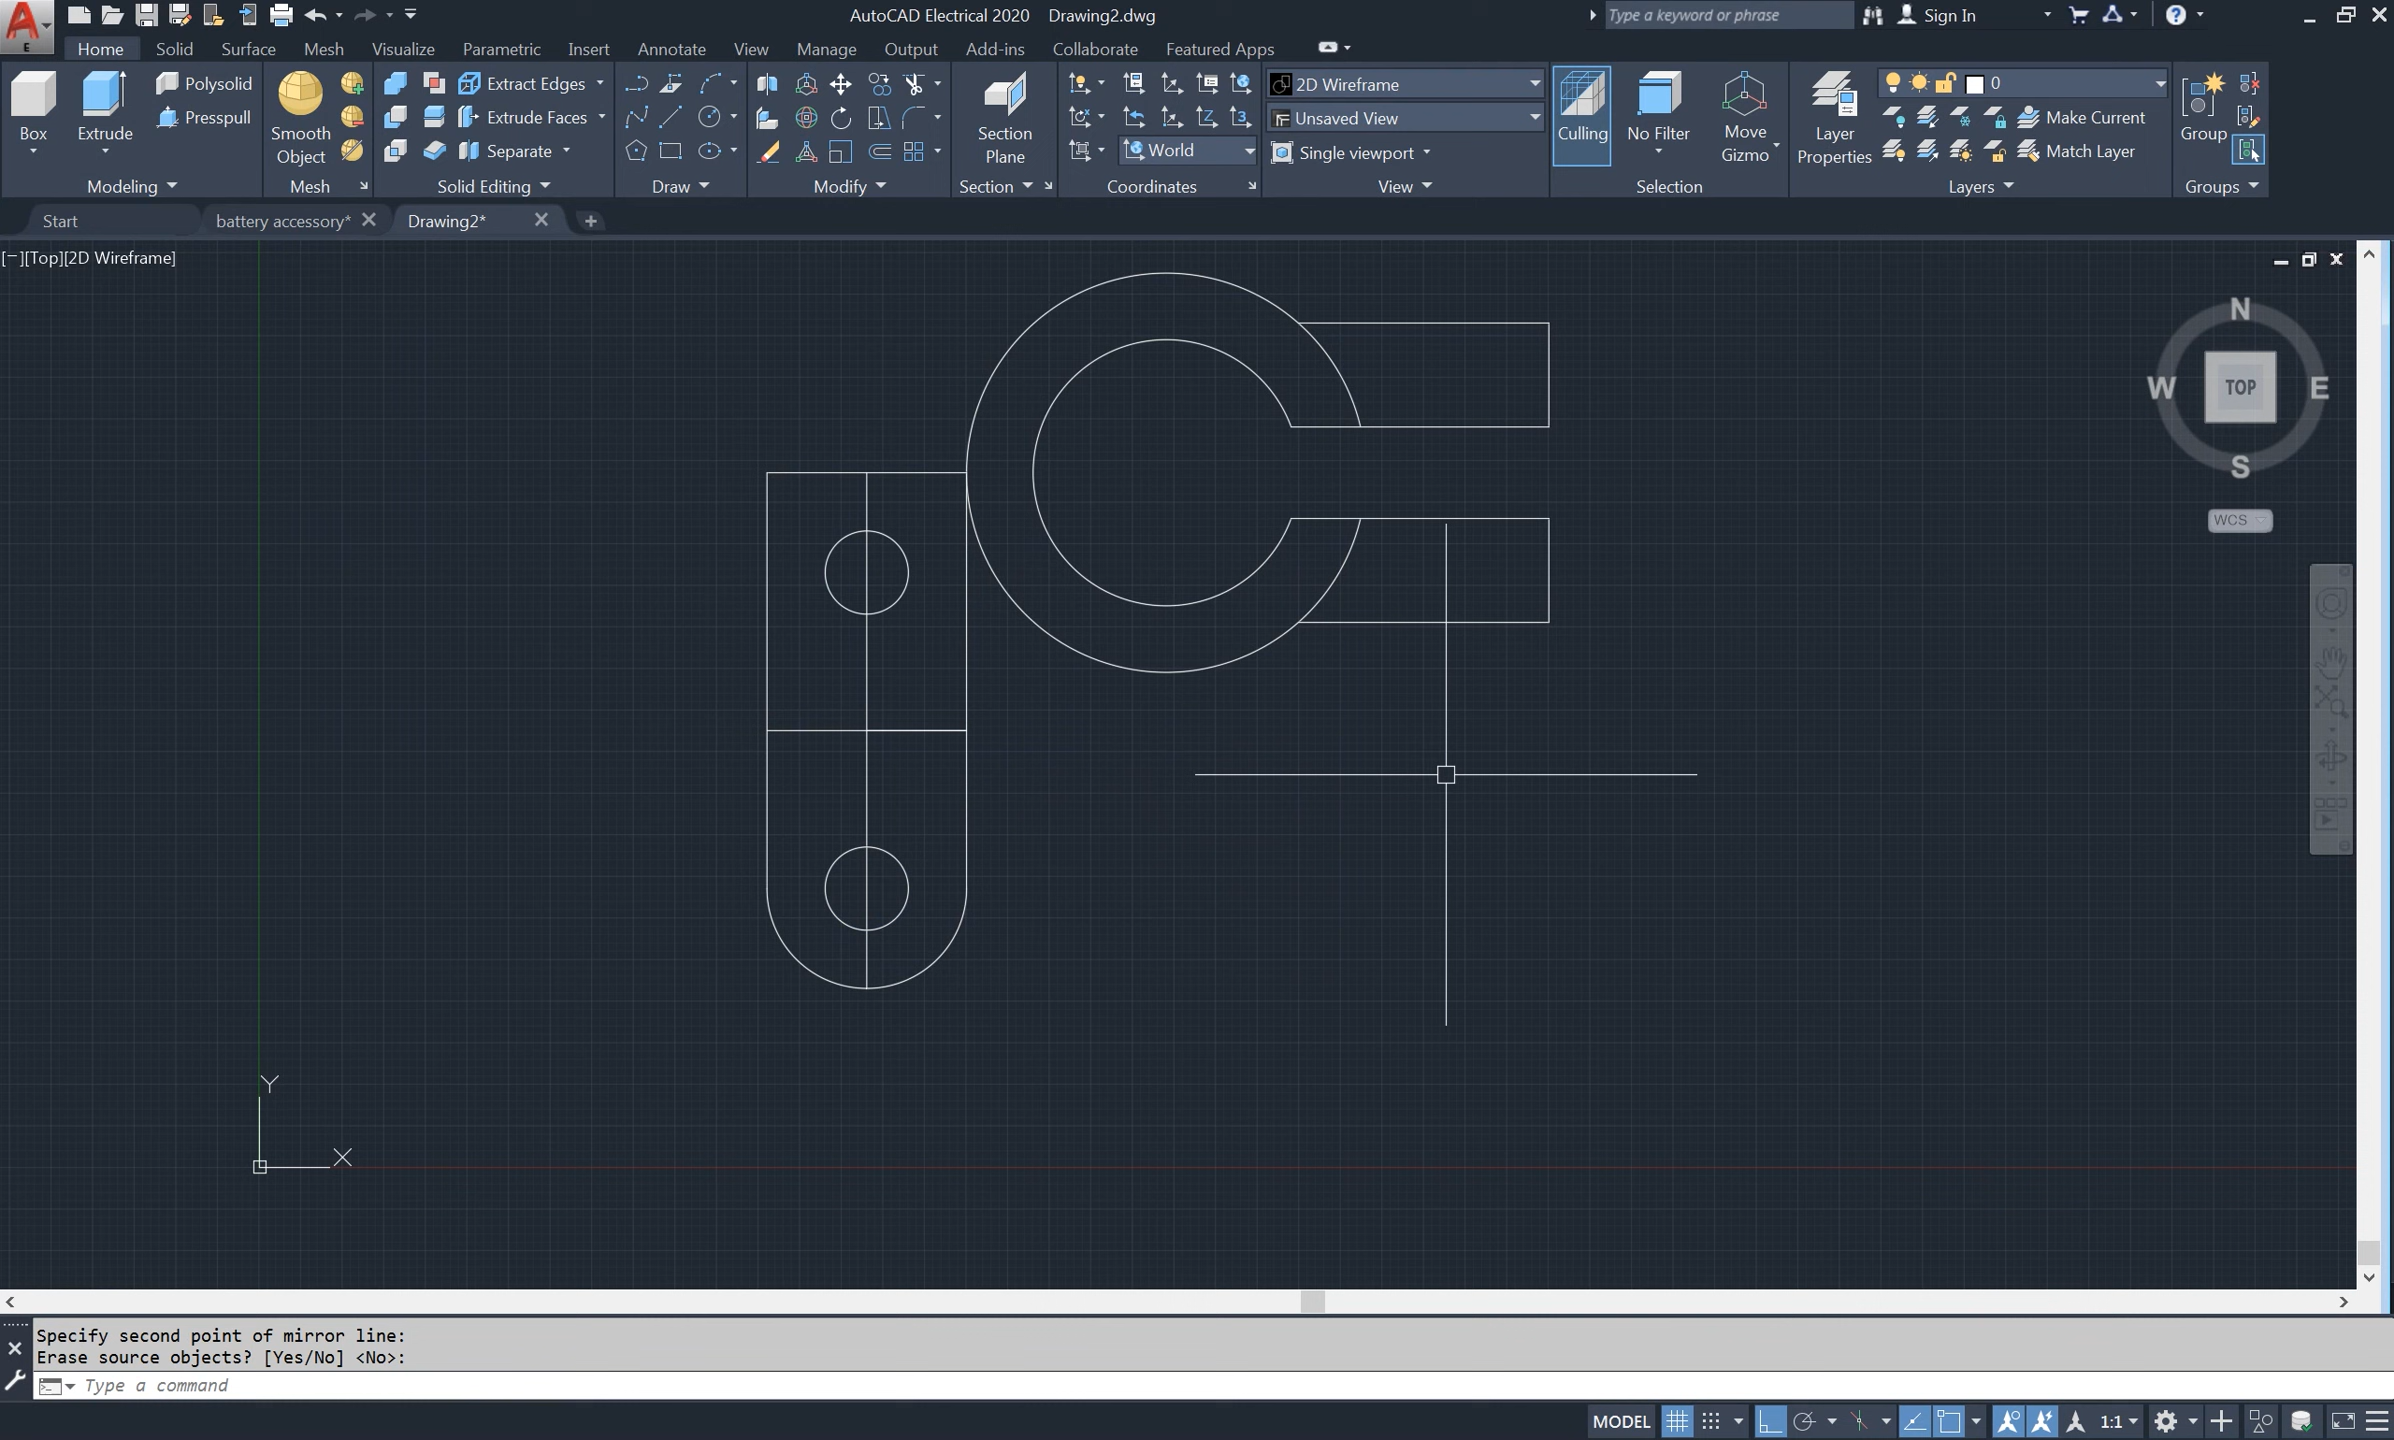 AutoCAD Electrical 2020 Drawing2.dwg
Type a keyword or phrase
Sign In
E
Home Solid Surface Mesh Visualize Parametric Insert Annotate View Manage Output Add-ins Collaborate Featured Apps
Box
Extrude
Polysolid
Presspull
Modeling
Smooth
Object
Mesh
Extract Edges
Extrude Faces
Separate
Solid Editing
Draw
Modify
Section
Plane
Section
World
Coordinates
2D Wireframe
Unsaved View
Single viewport
View
Culling
No Filter
Move
Gizmo
Selection
Layer
Properties
0
Make Current
Match Layer
Layers
Group
Groups
Start
battery accessory*
Drawing2*
[−][Top][2D Wireframe]
N
W TOP E
S
WCS
Y
X
Specify second point of mirror line:
Erase source objects? [Yes/No] <No>:
Type a command
MODEL
1:1